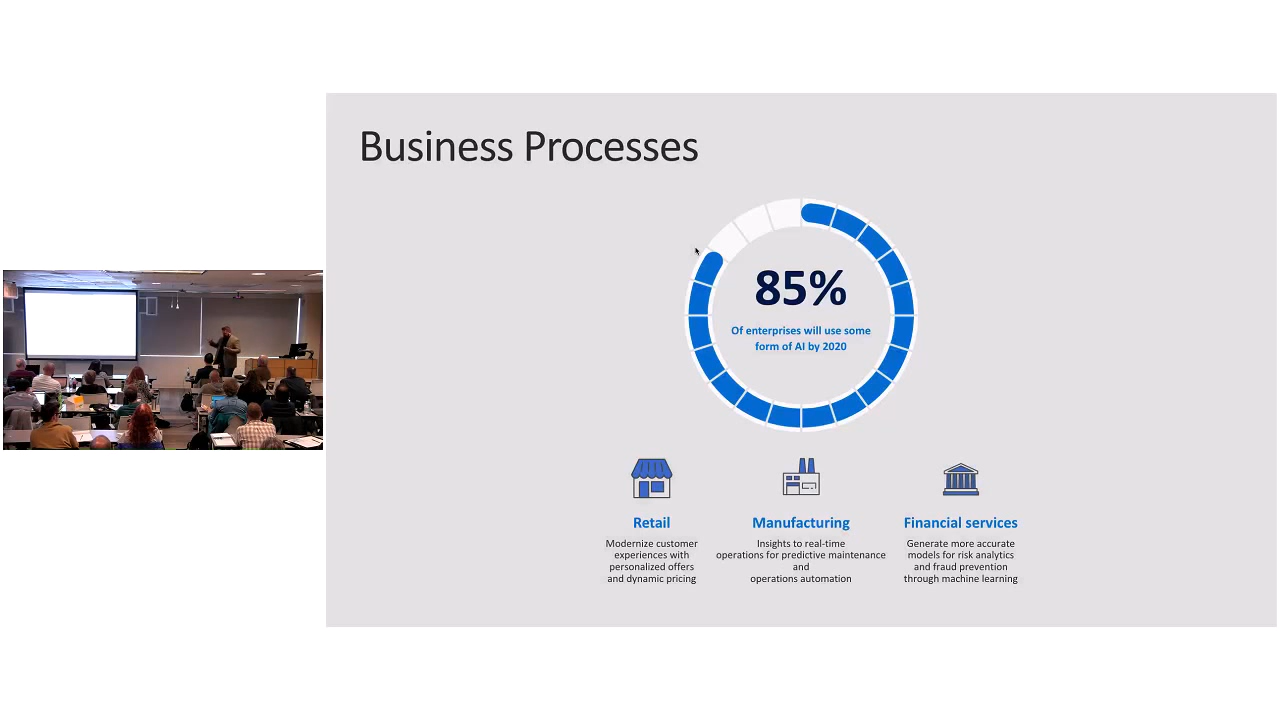 Business Processes
85%
Of enterprises will use some
form of AI by 2020
Retail
Modernize customer
experiences with
personalized offers
and dynamic pricing
Manufacturing
Insights to real-time
operations for predictive maintenance
and
operations automation
Financial services
Generate more accurate
models for risk analytics
and fraud prevention
through machine learning